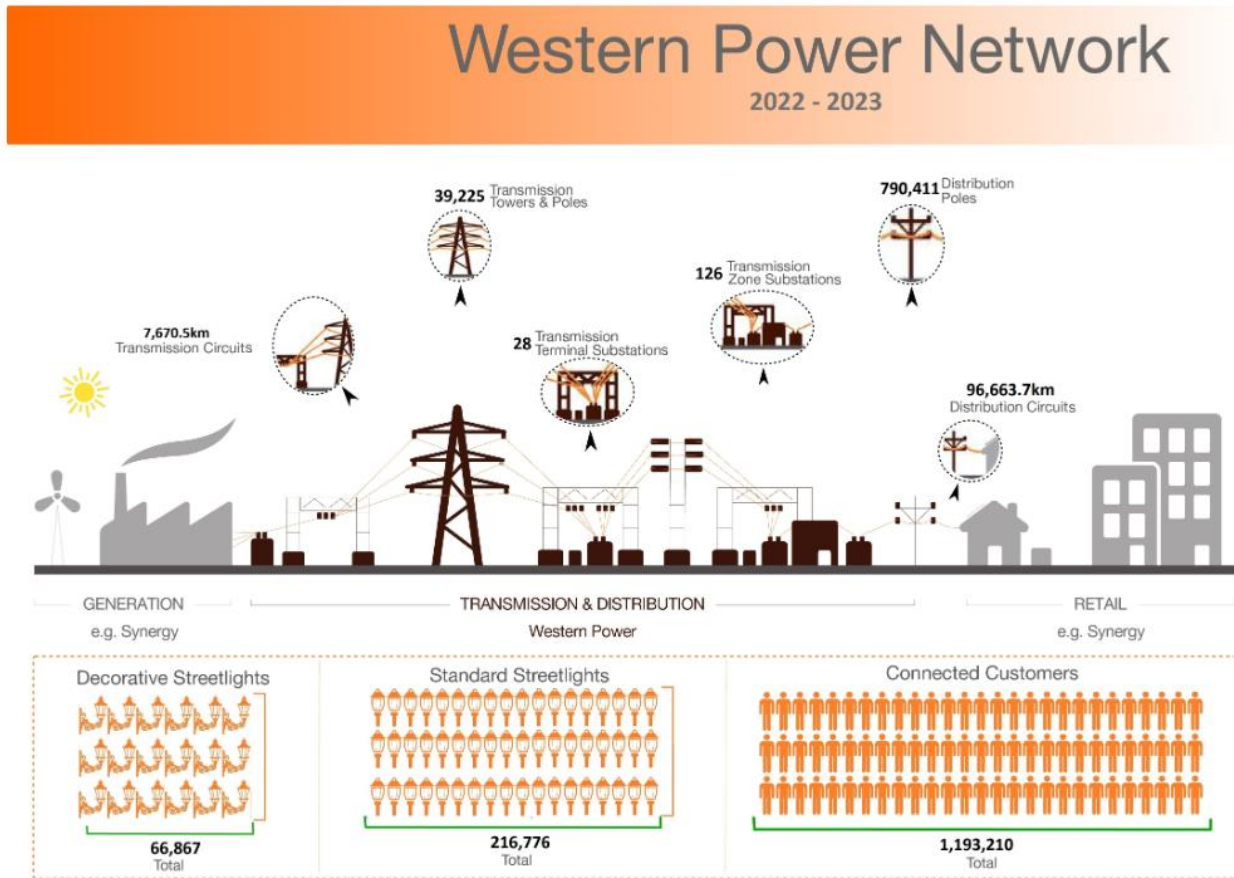 Western Power Network
2022 - 2023
39,225 Transmission
Towers & Poles
790,411 Distribution
Poles
126 Transmission
Zone Substations
7,670.5km
Transmission Circuits
28 Transmission
Terminal Substations
96,663.7km
Distribution Circuits
GENERATION
e.g. Synergy
TRANSMISSION & DISTRIBUTION
Western Power
RETAIL
e.g. Synergy
Decorative Streetlights
66,867
Total
Standard Streetlights
216,776
Total
Connected Customers
1,193,210
Total